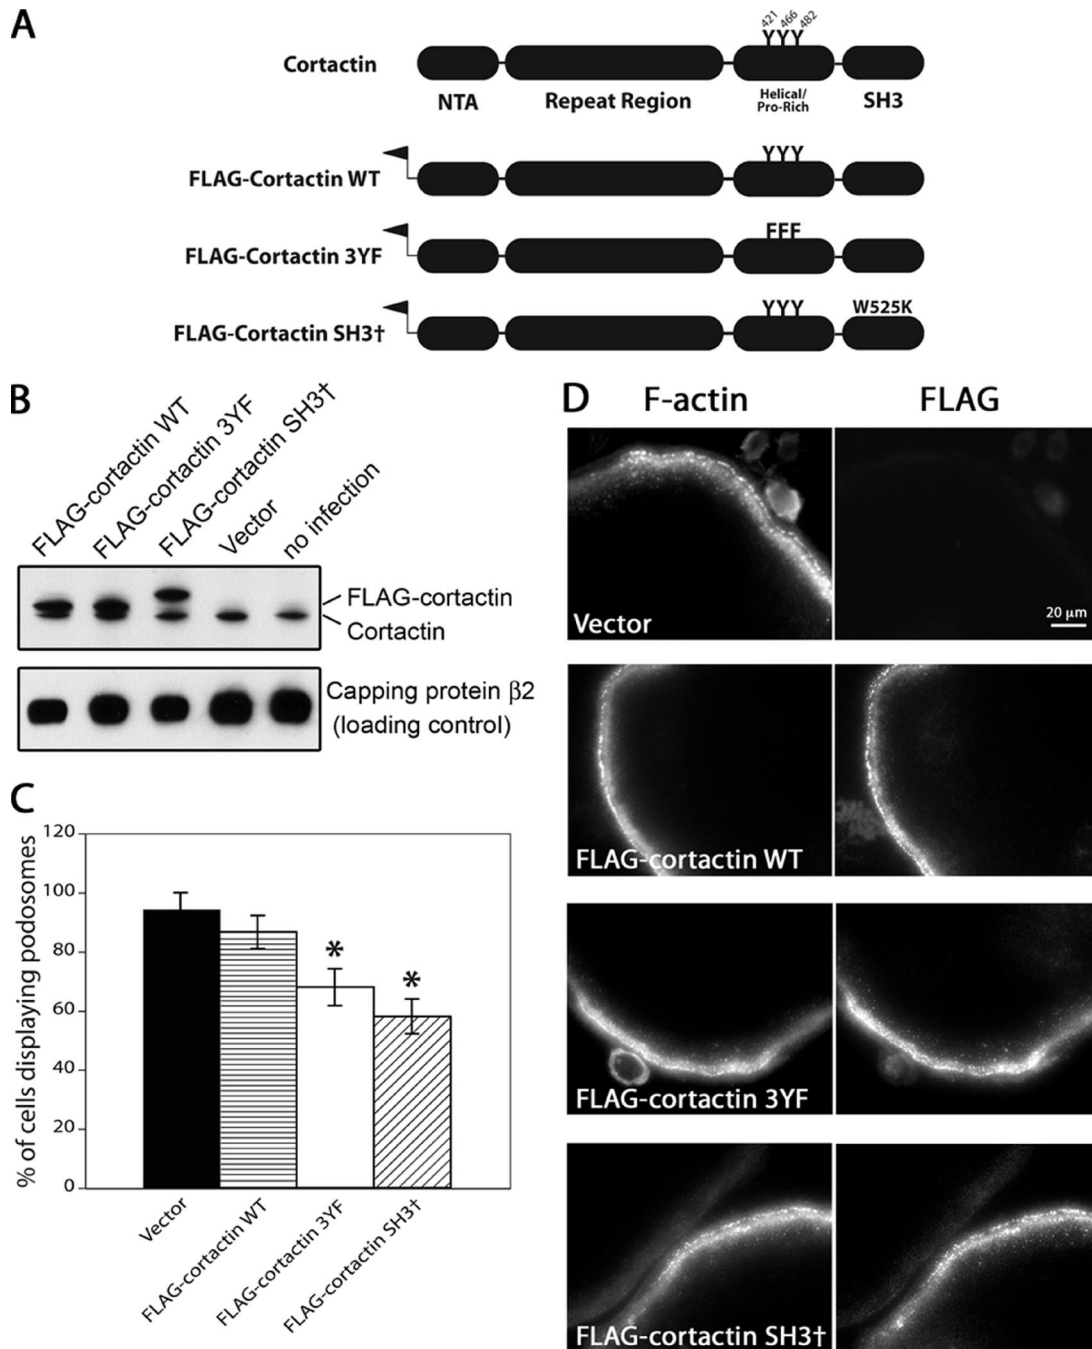 A
421 466 482
YYY
Cortactin
NTA
Repeat Region
Helical/
Pro-Rich
SH3
YYY
FLAG-Cortactin WT
FFF
FLAG-Cortactin 3YF
YYY
W525K
FLAG-Cortactin SH3†
B
FLAG-cortactin WT
FLAG-cortactin 3YF
FLAG-cortactin SH3†
Vector
no infection
FLAG-cortactin
Cortactin
Capping protein β2
(loading control)
C
% of cells displaying podosomes
120
100
80
60
40
20
0
*
*
Vector
FLAG-cortactin WT
FLAG-cortactin 3YF
FLAG-cortactin SH3†
D
F-actin
FLAG
Vector
20 µm
FLAG-cortactin WT
FLAG-cortactin 3YF
FLAG-cortactin SH3†